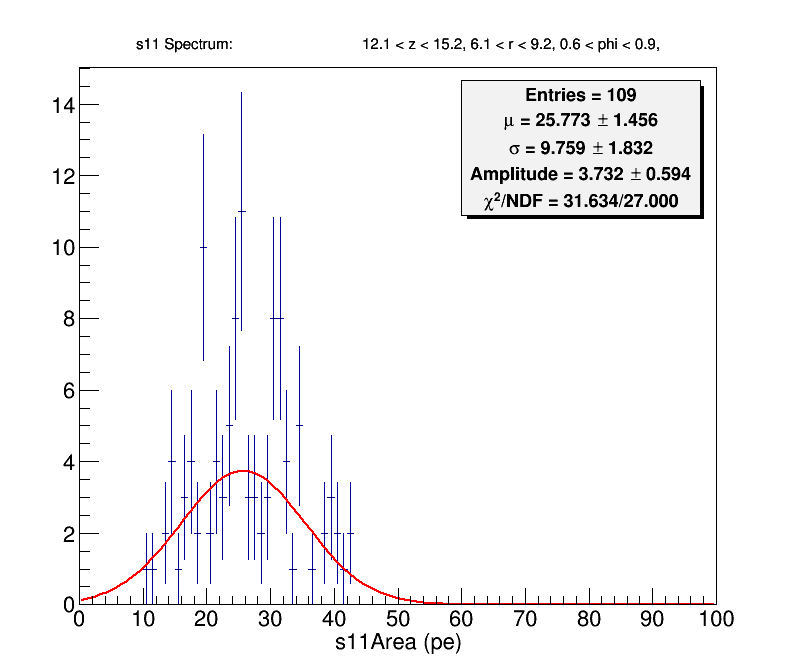 s11 Spectrum: 12.1 < z < 15.2, 6.1 < r < 9.2, 0.6 < phi < 0.9,
Entries = 109
μ = 25.773 ± 1.456
σ = 9.759 ± 1.832
Amplitude = 3.732 ± 0.594
χ²/NDF = 31.634/27.000
14
12
10
8
6
4
2
0
0 10 20 30 40 50 60 70 80 90 100
s11Area (pe)